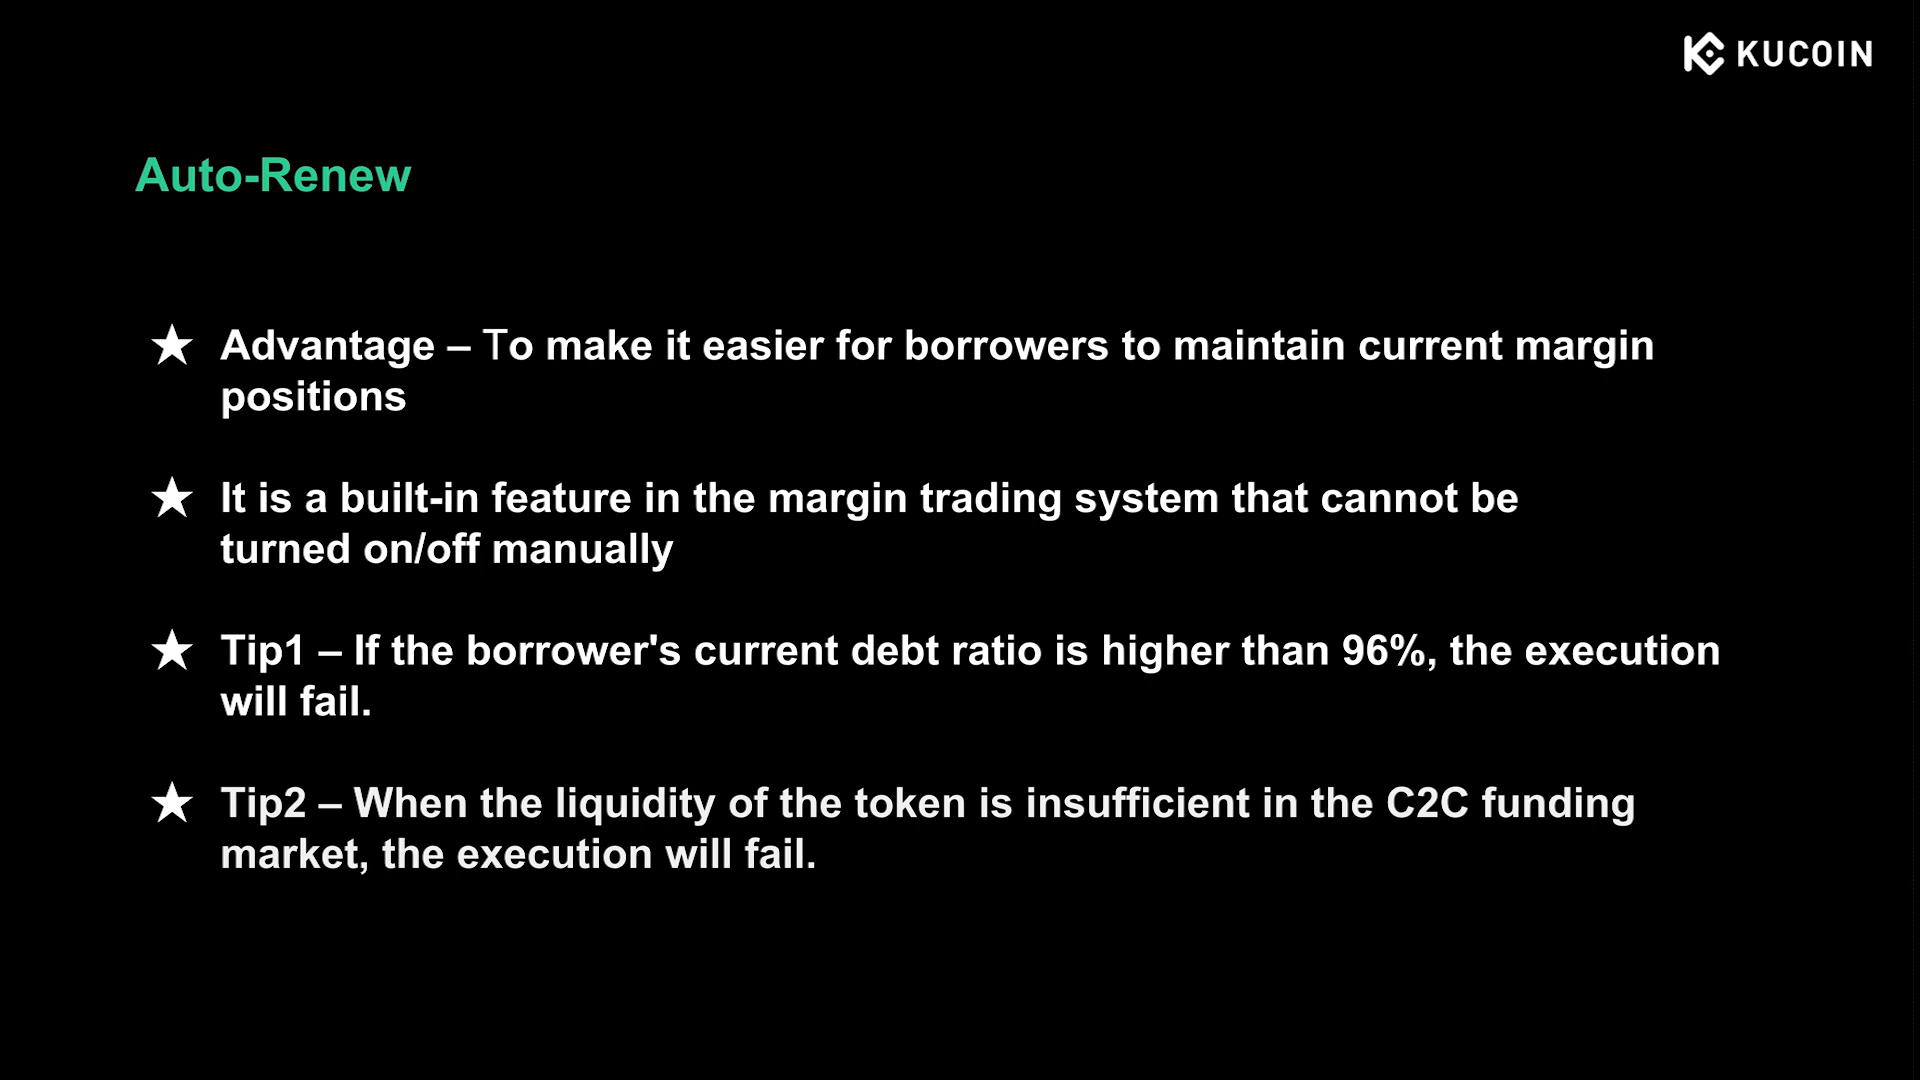 KUCOIN
Auto-Renew
★ Advantage – To make it easier for borrowers to maintain current margin
positions
★ It is a built-in feature in the margin trading system that cannot be
turned on/off manually
★ Tip1 – If the borrower's current debt ratio is higher than 96%, the execution
will fail.
★ Tip2 – When the liquidity of the token is insufficient in the C2C funding
market, the execution will fail.